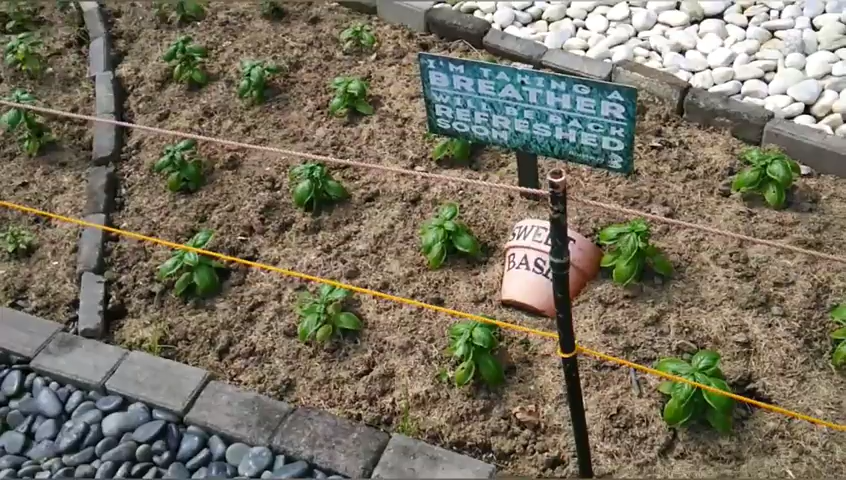 I'M TAKING A
BREATHER
WILL BE BACK
REFRESHED
SOON
SWEET
BASIL